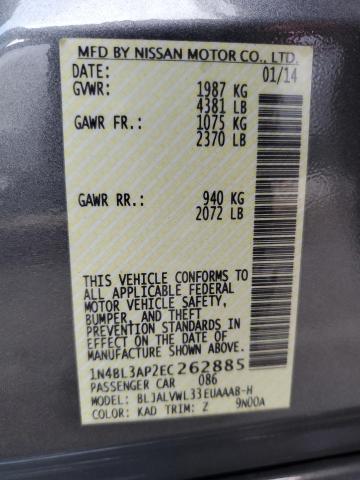 MFD BY NISSAN MOTOR CO., LTD.
DATE: 01/14
GVWR: 1987 KG
4381 LB
GAWR FR.: 1075 KG
2370 LB
GAWR RR.: 940 KG
2072 LB
THIS VEHICLE CONFORMS TO
ALL APPLICABLE FEDERAL
MOTOR VEHICLE SAFETY,
BUMPER, AND THEFT
PREVENTION STANDARDS
IN EFFECT ON THE DATE OF
MANUFACTURE SHOWN ABOVE.
1N4BL3AP2EC262885
PASSENGER CAR 086
MODEL: BLJALVWL33EUAAAB-H
COLOR: KAD TRIM: Z 9N00A